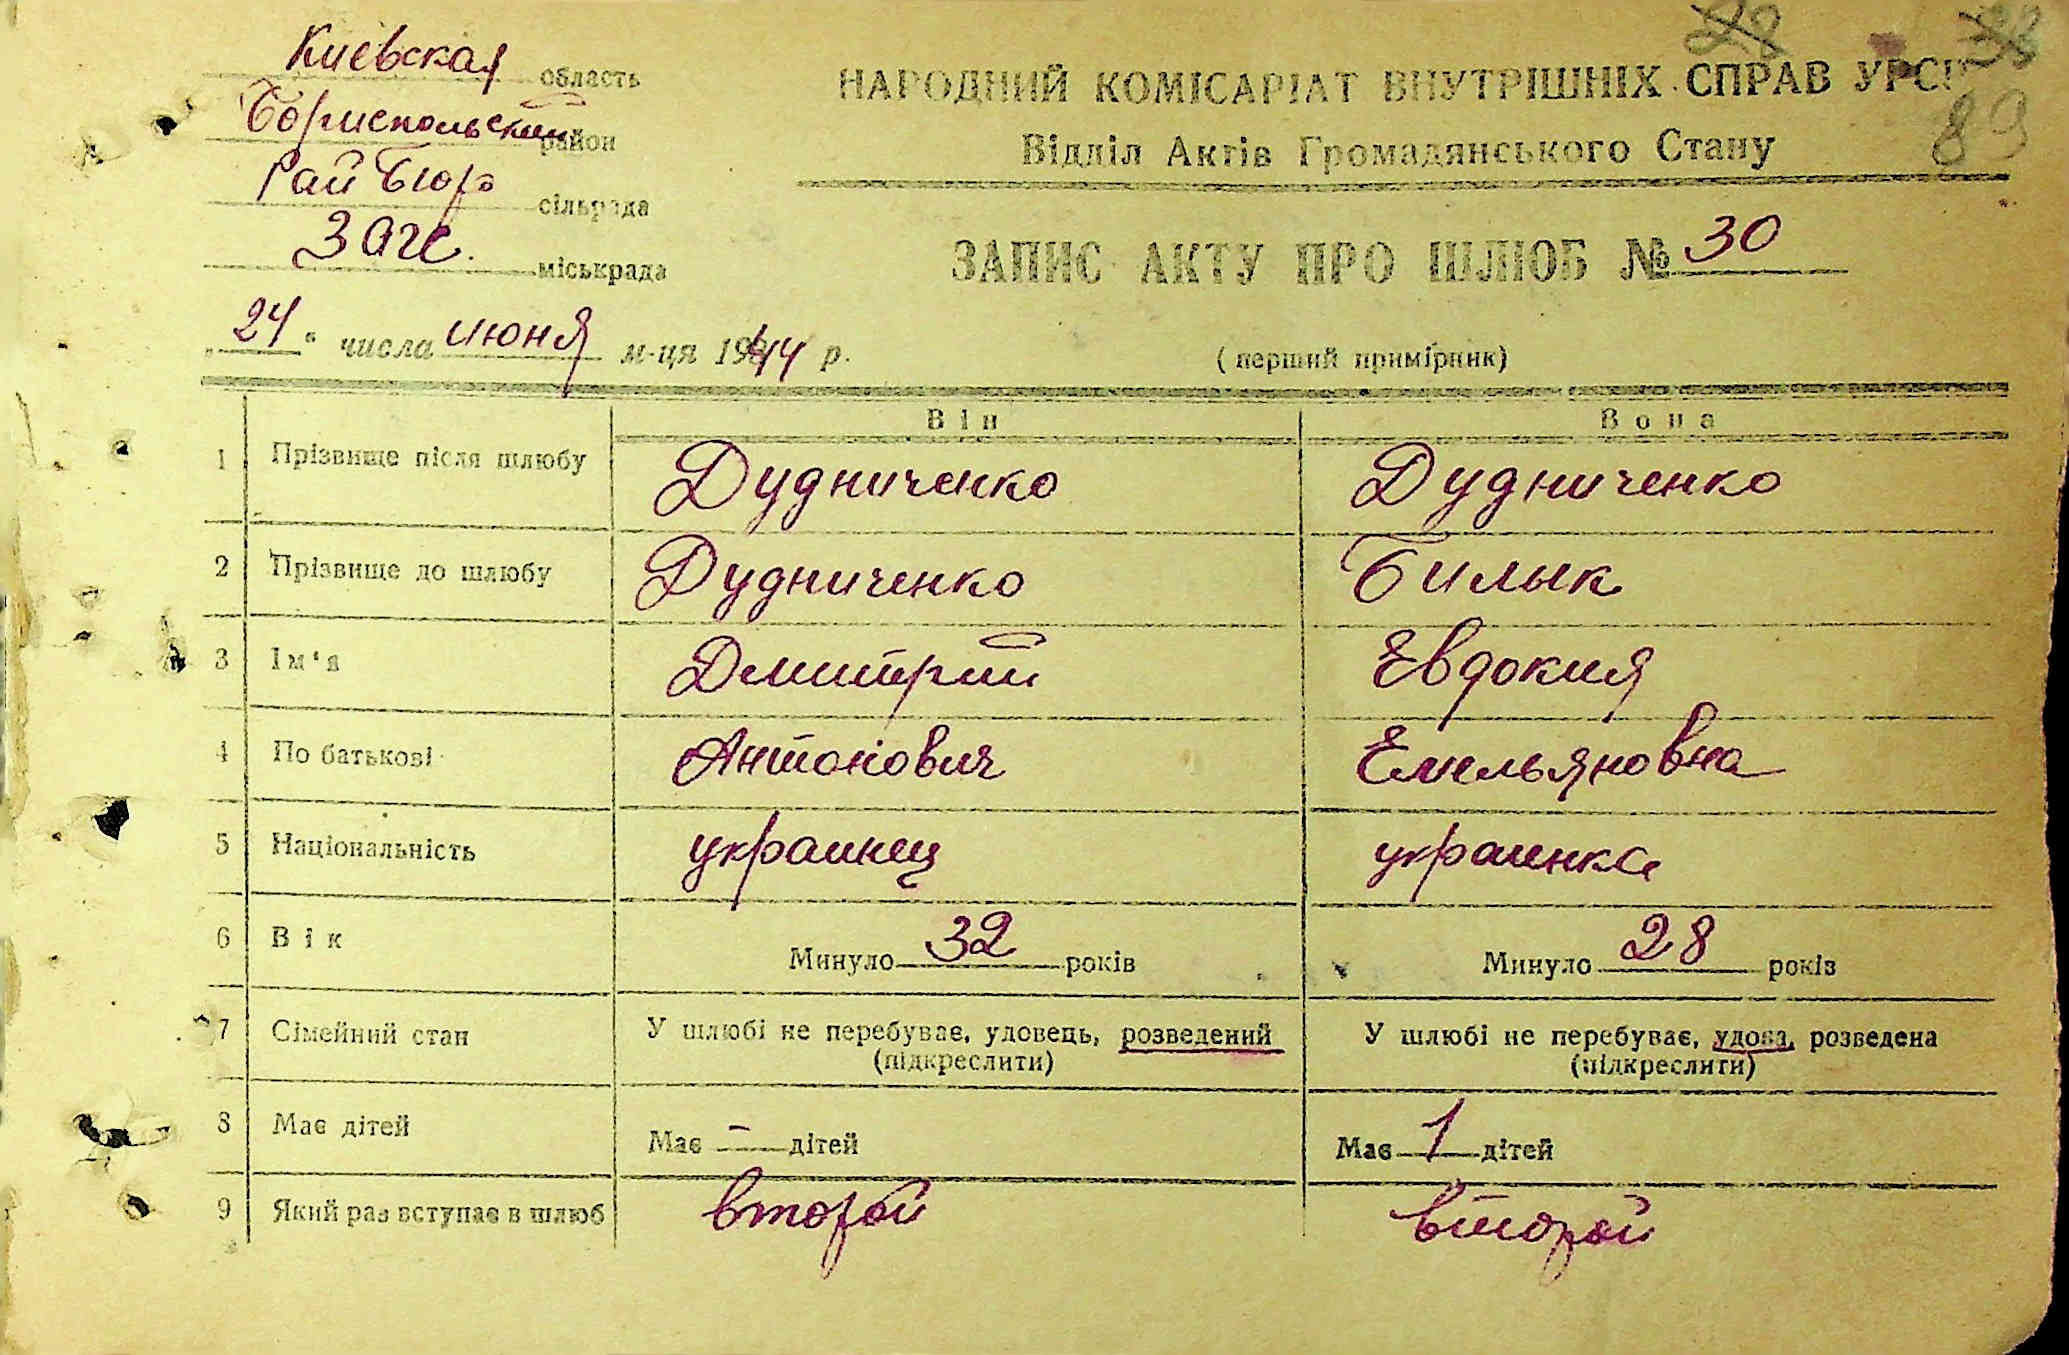 Киевская область
Бориспольский район
Рай Бюро сільрада
Загс. міськрада
28 38
89
НАРОДНИЙ КОМІСАРІАТ ВНУТРІШНІХ СПРАВ УРСР
Відділ Актів Громадянського Стану
ЗАПИС АКТУ ПРО ШЛЮБ № 30
„24“ числа июня м-ця 1944 р.
(перший примірник)
Він Вона
1 Прізвище після шлюбу Дудниченко Дудниченко
2 Прізвище до шлюбу Дудниченко Билык
3 Ім'я Дмитрий Евдокия
4 По батькові Антонович Емельяновна
5 Національність украинец украинка
6 Вік Минуло 32 років Минуло 28 років
7 Сімейний стан У шлюбі не перебуває, удовець, розведений У шлюбі не перебуває, удова, розведена
(підкреслити) (підкреслити)
8 Має дітей Має - дітей Має 1 дітей
9 Який раз вступає в шлюб второй второй